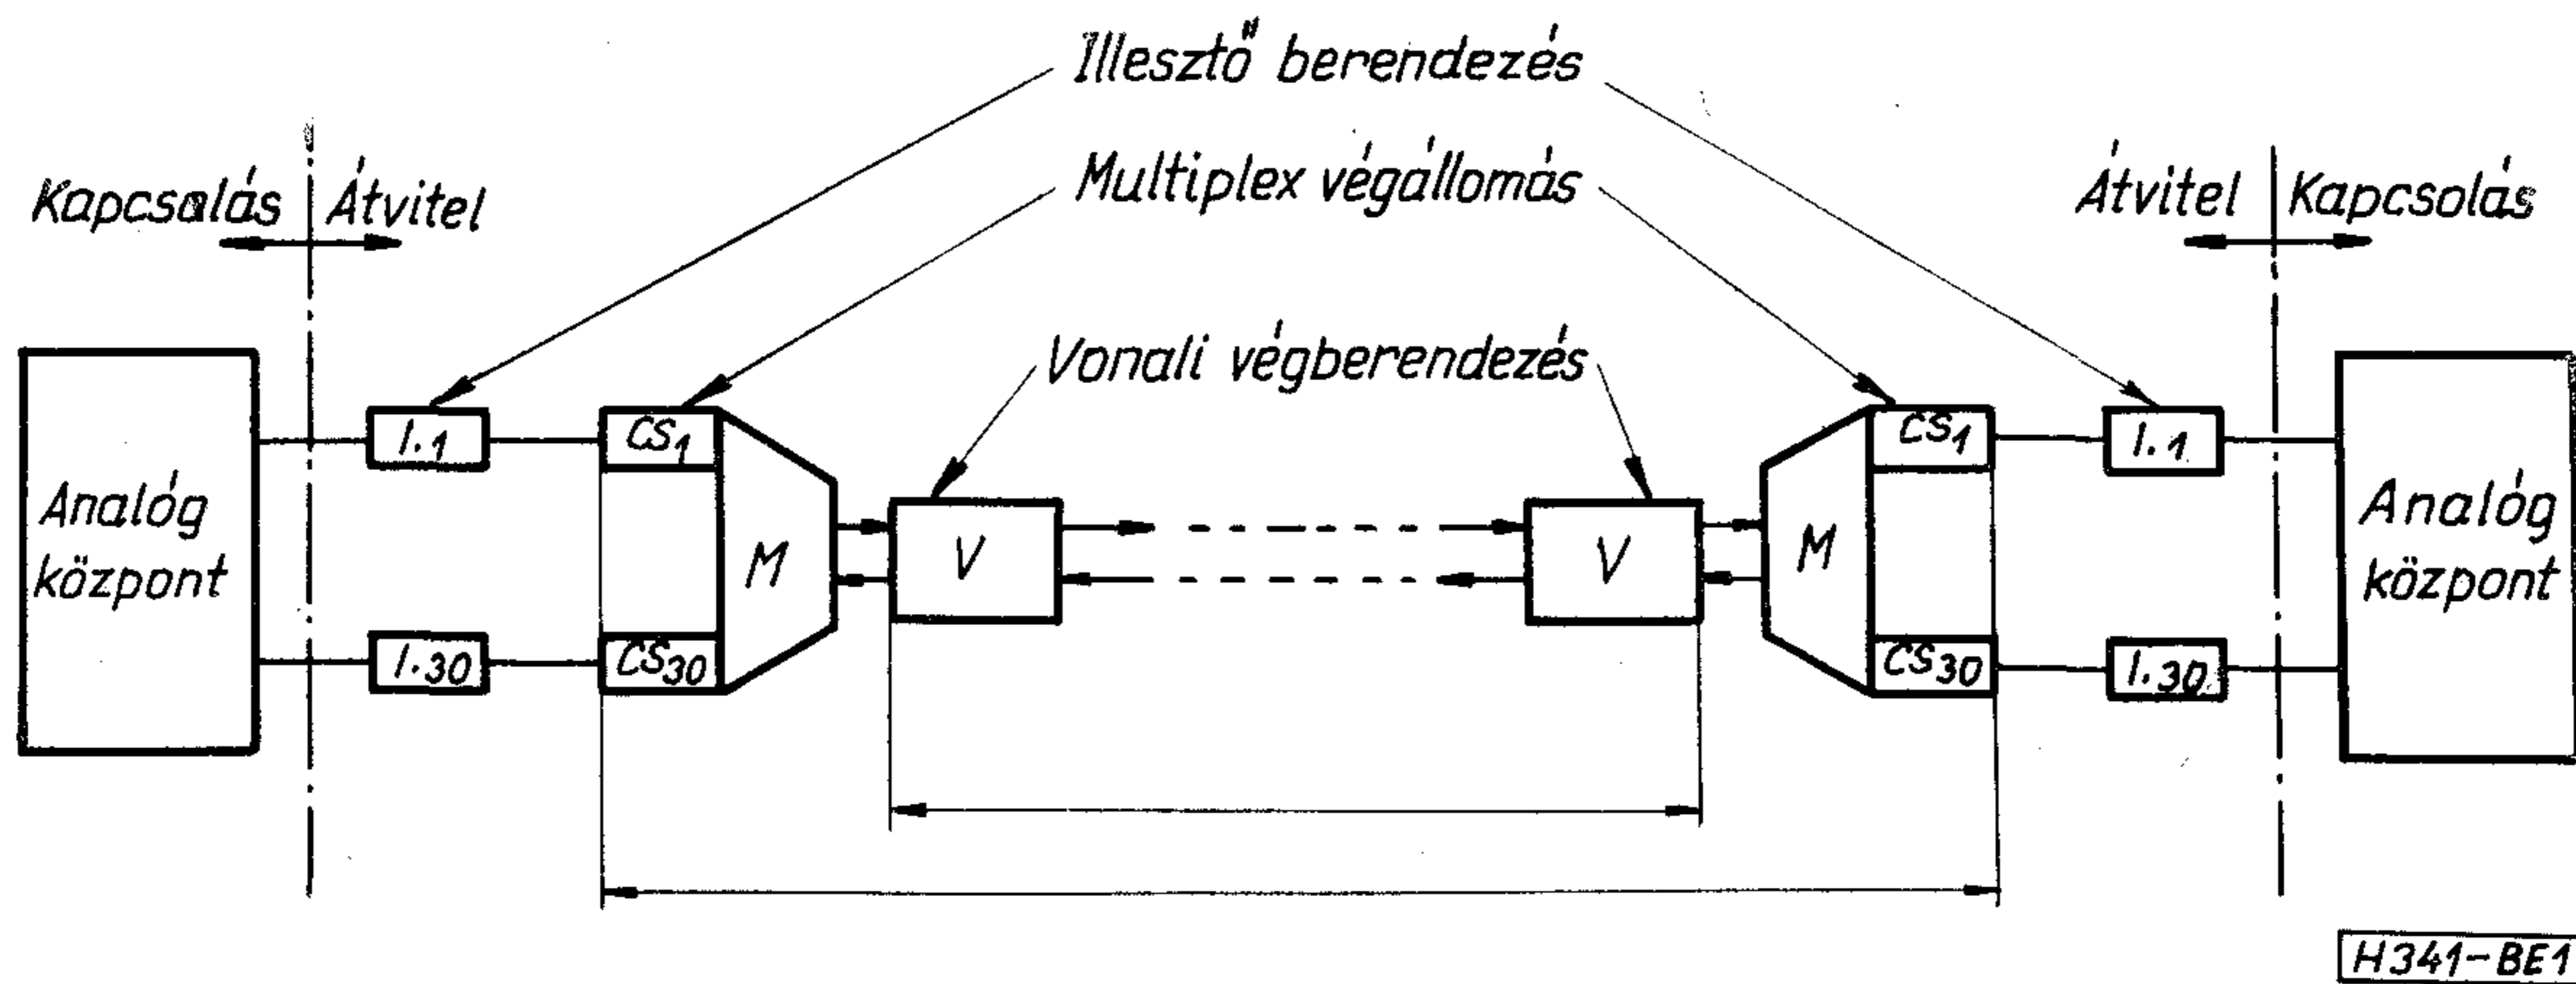 Illesztő berendezés
Kapcsolás Átvitel
Multiplex végállomás
Átvitel Kapcsolás
Vonali végberendezés
I.1
CS1
CS1
I.1
Analóg
központ
M
V
V
M
Analóg
központ
I.30
CS30
CS30
I.30
H341-BE1